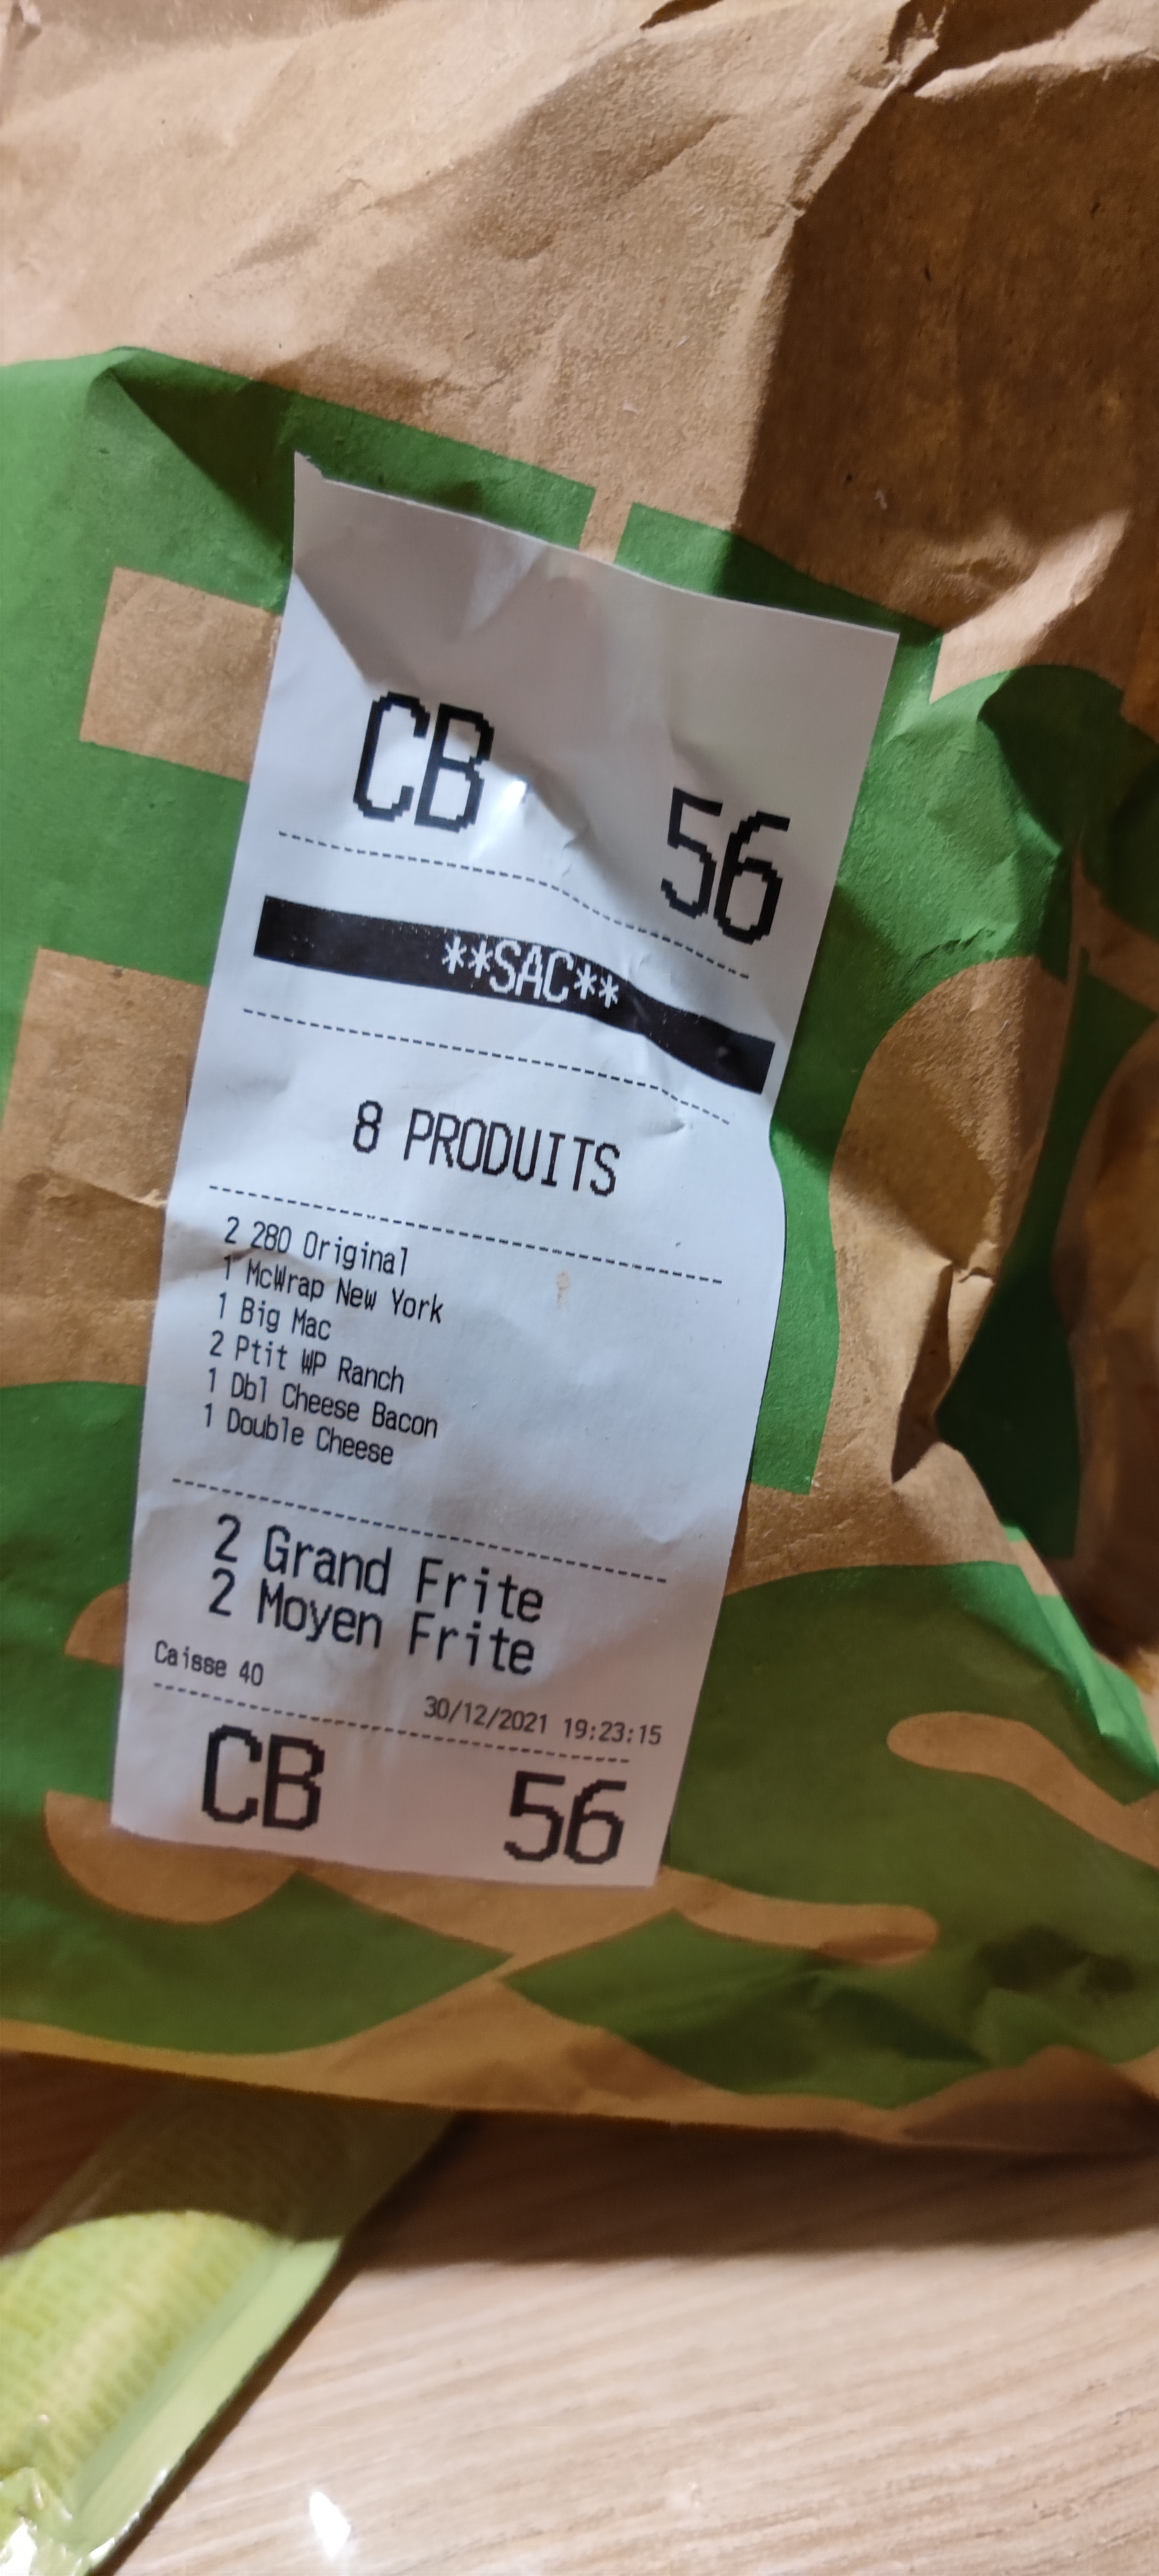 CB 56
**SAC**
8 PRODUITS
2 280 Original
1 McWrap New York
1 Big Mac
2 Ptit WP Ranch
1 Dbl Cheese Bacon
1 Double Cheese
2 Grand Frite
2 Moyen Frite
Caisse 40
30/12/2021 19:23:15
CB 56